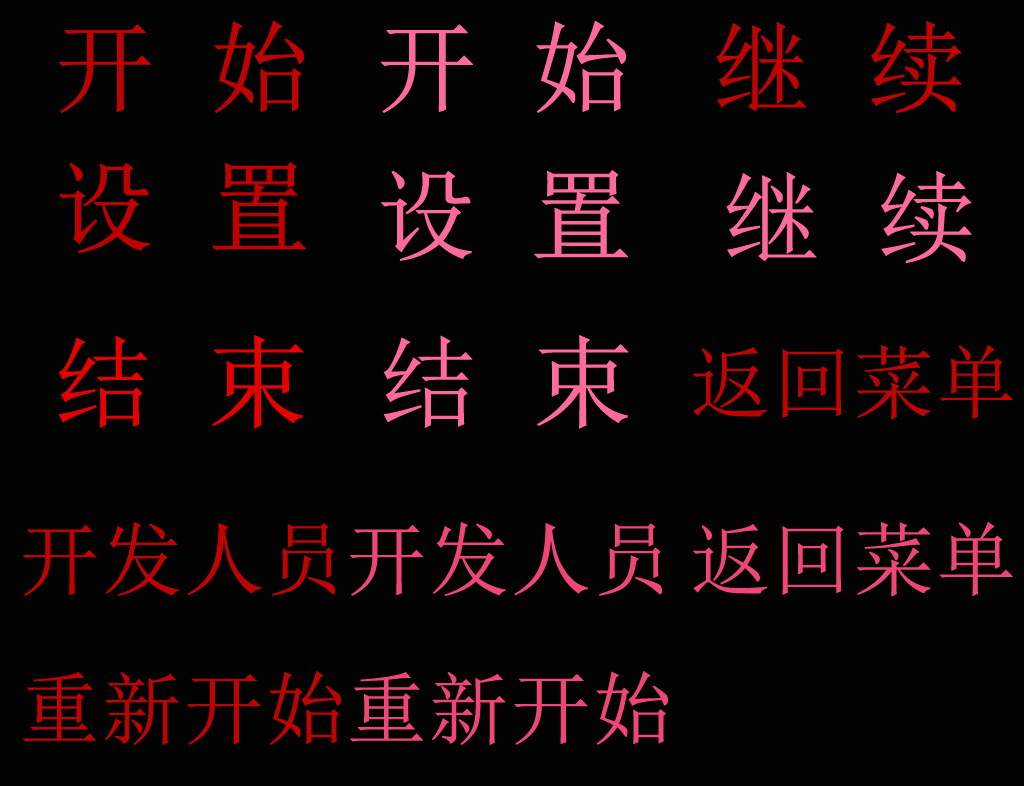 开 始 开 始 继 续
设 置 设 置 继 续
结 束 结 束 返回菜单
开发人员 开发人员 返回菜单
重新开始 重新开始